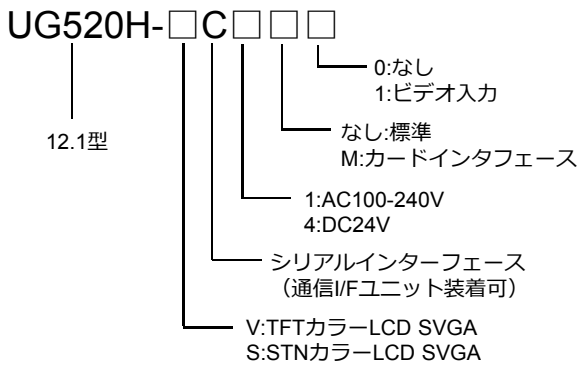 UG520H-□C□□□
0:なし
1:ビデオ入力
12.1型
なし:標準
M:カードインタフェース
1:AC100-240V
4:DC24V
シリアルインターフェース
（通信I/Fユニット装着可）
V:TFTカラーLCD SVGA
S:STNカラーLCD SVGA